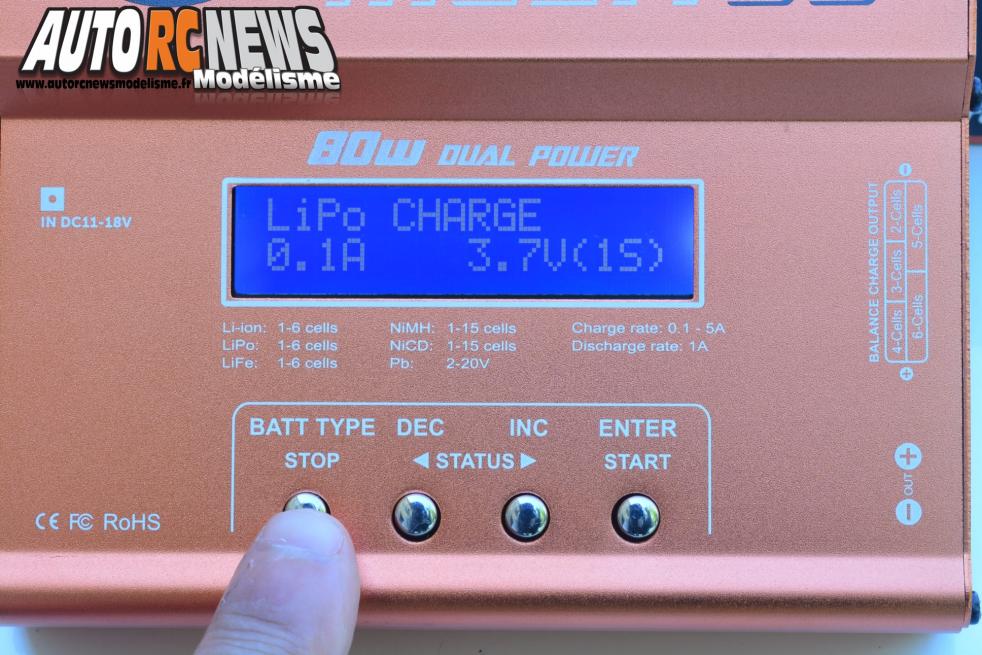 AUTO RC NEWS
www.autorcnewsmodelisme.fr Modélisme
80W DUAL POWER
IN DC11-18V
LiPo CHARGE
0.1A 3.7V(1S)
Li-ion: 1-6 cells NiMH: 1-15 cells Charge rate: 0.1 - 5A
LiPo: 1-6 cells NiCD: 1-15 cells Discharge rate: 1A
LiFe: 1-6 cells Pb: 2-20V
BALANCE CHARGE OUTPUT
2-Cells
3-Cells
4-Cells
5-Cells
6-Cells
BATT TYPE DEC INC ENTER
STOP ◀ STATUS ▶ START
+ OUT -
CE FC RoHS